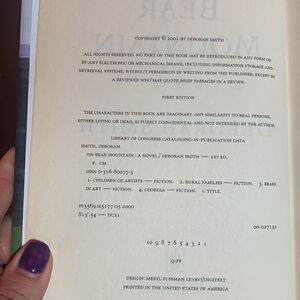 COPYRIGHT © 2001 BY DEBORAH SMITH
ALL RIGHTS RESERVED. NO PART OF THIS BOOK MAY BE REPRODUCED IN ANY FORM OR
BY ANY ELECTRONIC OR MECHANICAL MEANS, INCLUDING INFORMATION STORAGE AND
RETRIEVAL SYSTEMS, WITHOUT PERMISSION IN WRITING FROM THE PUBLISHER, EXCEPT BY
A REVIEWER WHO MAY QUOTE BRIEF PASSAGES IN A REVIEW.
FIRST EDITION
THE CHARACTERS IN THIS BOOK ARE IMAGINARY. ANY SIMILARITY TO REAL PERSONS,
EITHER LIVING OR DEAD, IS PURELY COINCIDENTAL AND NOT INTENDED BY THE AUTHOR.
LIBRARY OF CONGRESS CATALOGING-IN-PUBLICATION DATA
SMITH, DEBORAH.
ON BEAR MOUNTAIN : A NOVEL / DEBORAH SMITH — 1ST ED.
P. CM.
ISBN 0-316-80077-5
1. CHILDREN OF ARTISTS — FICTION. 2. RURAL FAMILIES — FICTION. 3. BEARS
IN ART — FICTION. 4. GEORGIA — FICTION. I. TITLE.
PS3569.M5177 O5 2000
813'.54 — DC21
00-027132
10 9 8 7 6 5 4 3 2 1
Q-FF
DESIGN: MERYL SUSSMAN LEVAVI/DIGITEXT
PRINTED IN THE UNITED STATES OF AMERICA